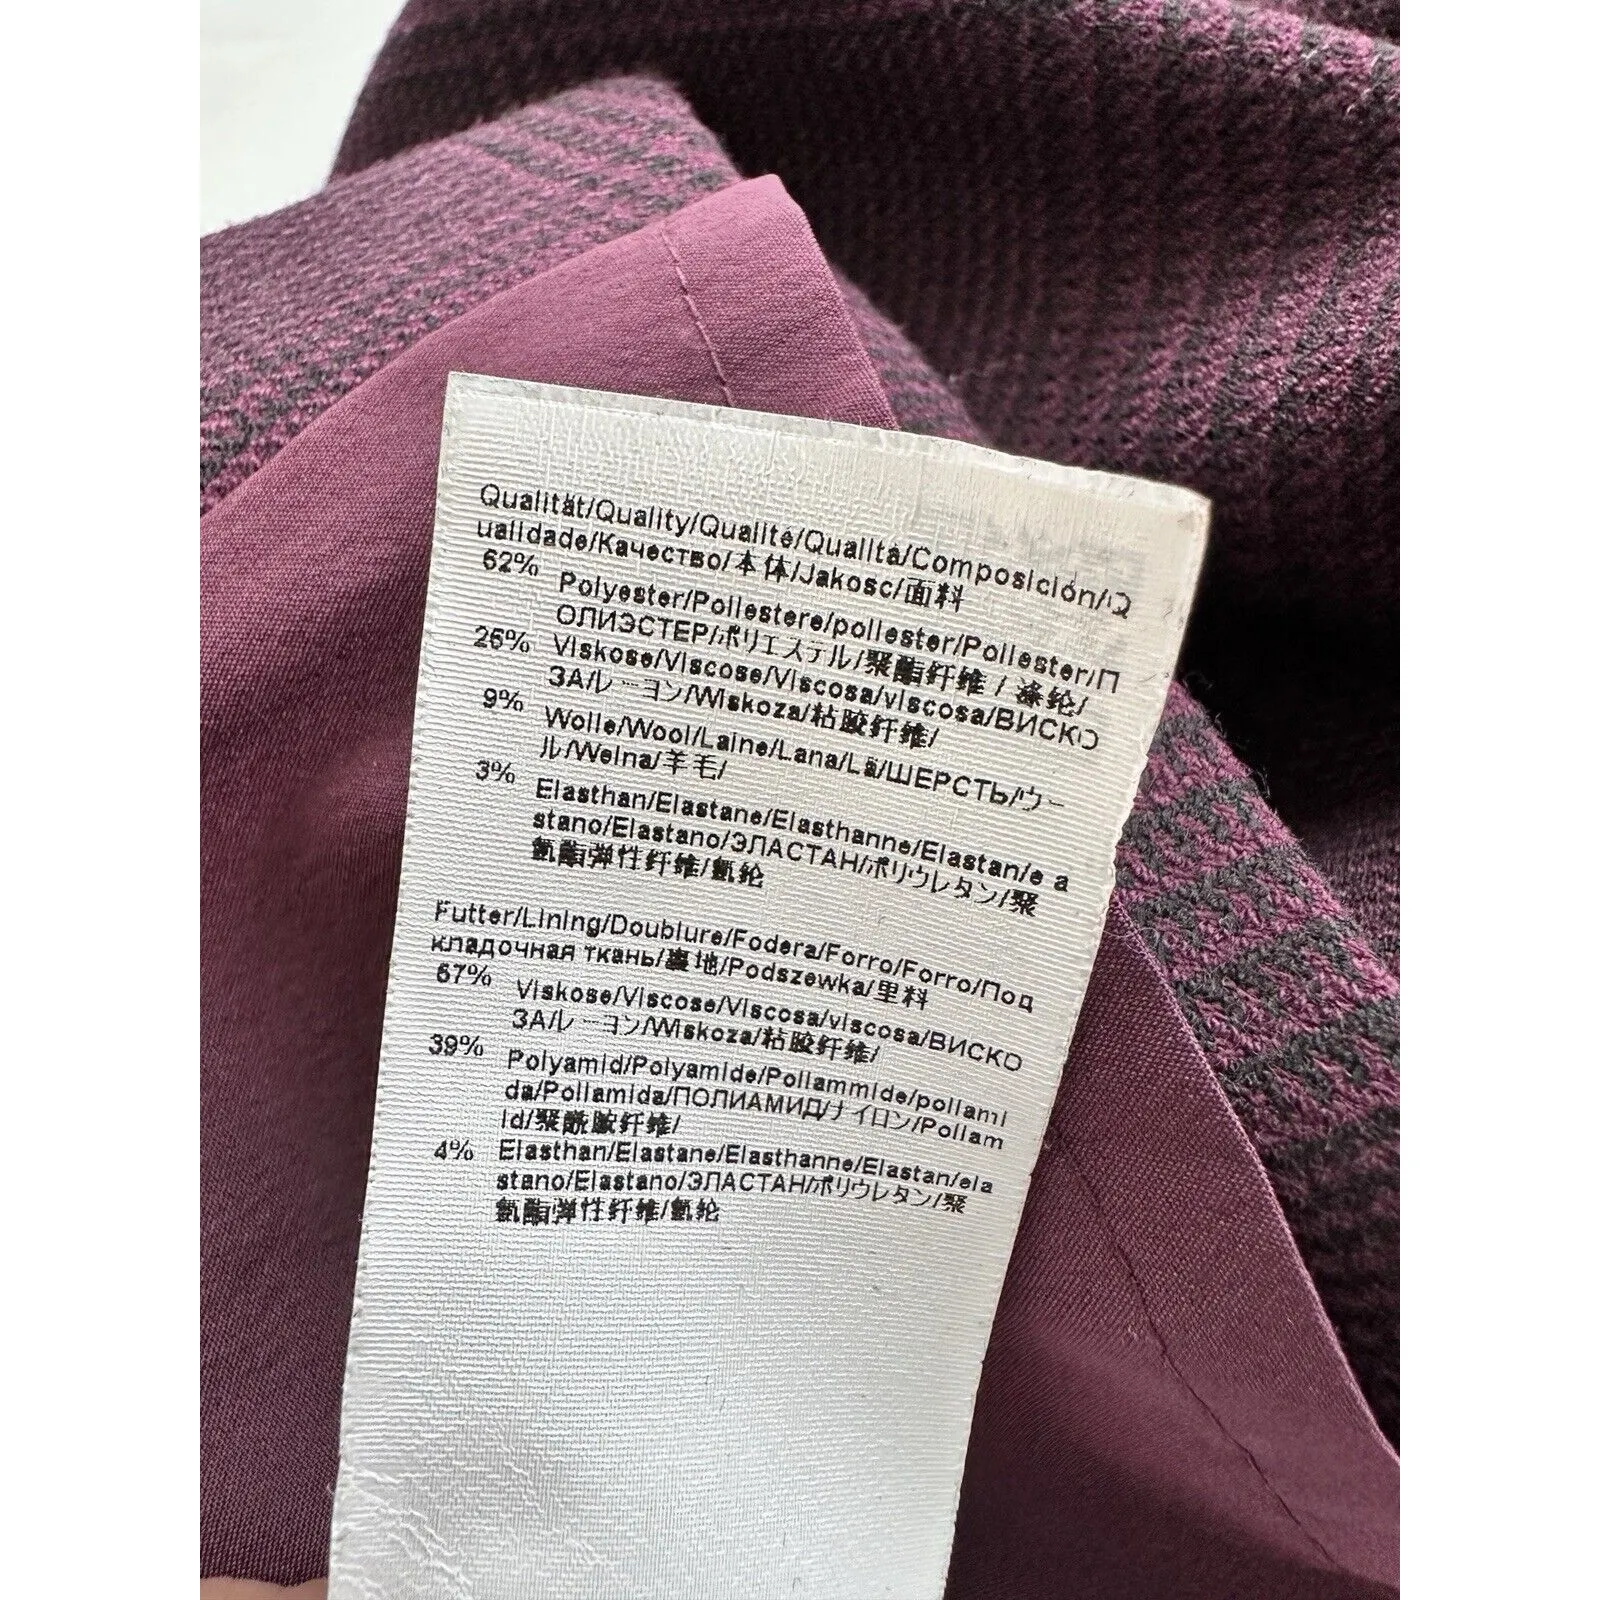 Qualität/Quality/Qualité/Qualità/Composición/Q
ualidade/Качество/本体/Jakosc/面料
62% Polyester/Poliestere/poliester/Poliester/П
ОЛИЭСТЕР/ポリエステル/聚酯纤维 / 涤纶/
26% Viskose/Viscose/Viscosa/viscosa/ВИСКО
ЗА/レーヨン/Wiskoza/粘胶纤维/
9% Wolle/Wool/Laine/Lana/Lã/ШЕРСТЬ/ウー
ル/Welna/羊毛/
3% Elasthan/Elastane/Elasthanne/Elastan/e a
stano/Elastano/ЭЛАСТАН/ポリウレタン/聚
氨酯弹性纤维/氨纶
Futter/Lining/Doublure/Fodera/Forro/Forro/Под
кладочная ткань/裏地/Podszewka/里料
57% Viskose/Viscose/Viscosa/viscosa/ВИСКО
ЗА/レーヨン/Wiskoza/粘胶纤维/
39% Polyamid/Polyamide/Poliammide/poliami
da/Poliamida/ПОЛИАМИД/ナイロン/Poliam
id/聚酰胺纤维/
4% Elasthan/Elastane/Elasthanne/Elastan/ela
stano/Elastano/ЭЛАСТАН/ポリウレタン/聚
氨酯弹性纤维/氨纶